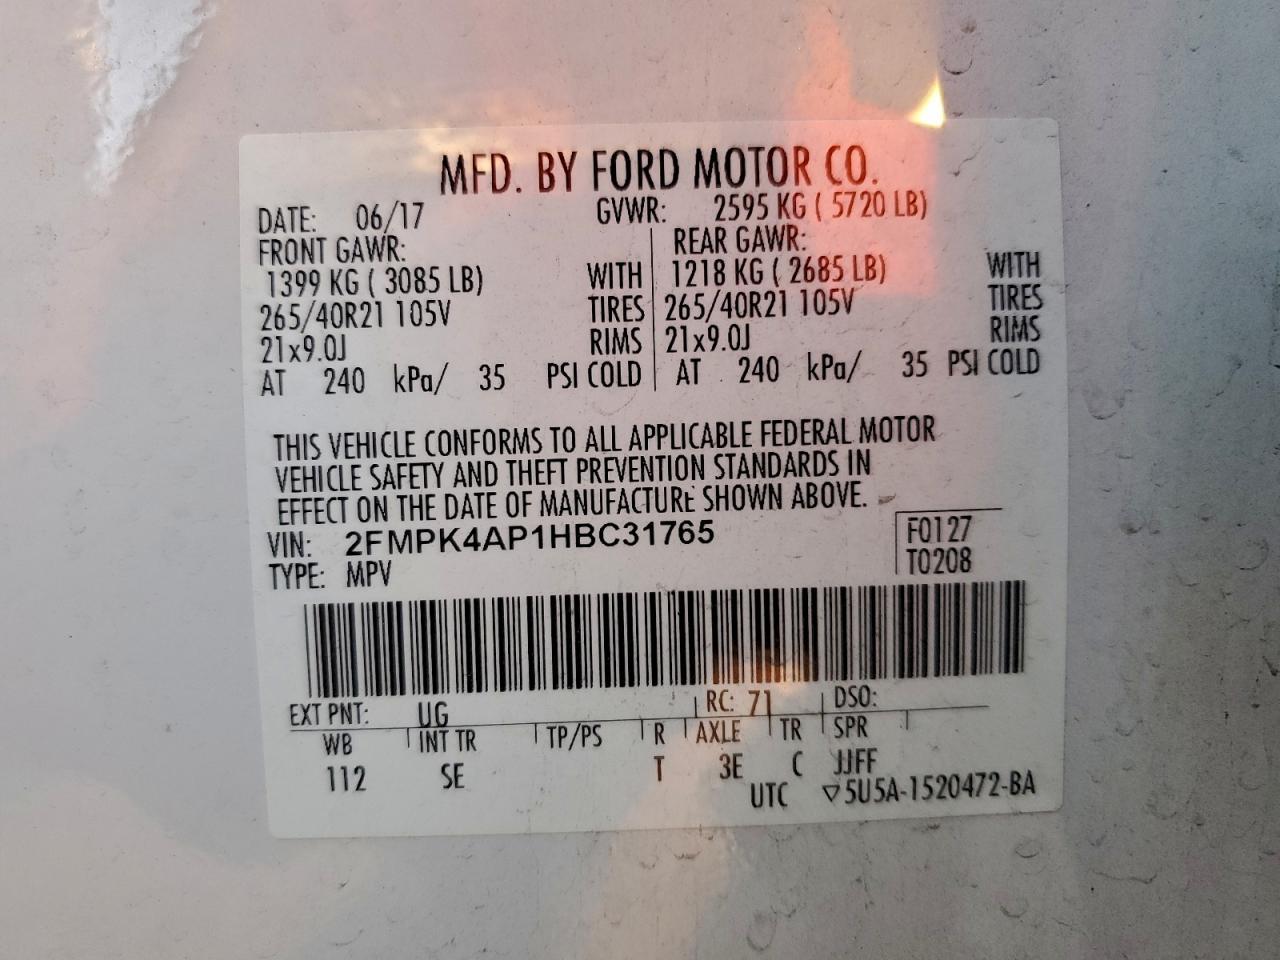 MFD. BY FORD MOTOR CO.
DATE: 06/17 GVWR: 2595 KG ( 5720 LB)
FRONT GAWR: REAR GAWR:
1399 KG ( 3085 LB) WITH 1218 KG ( 2685 LB) WITH
265/40R21 105V TIRES 265/40R21 105V TIRES
21x9.0J RIMS 21x9.0J RIMS
AT 240 kPa/ 35 PSI COLD AT 240 kPa/ 35 PSI COLD
THIS VEHICLE CONFORMS TO ALL APPLICABLE FEDERAL MOTOR
VEHICLE SAFETY AND THEFT PREVENTION STANDARDS IN
EFFECT ON THE DATE OF MANUFACTURE SHOWN ABOVE.
VIN: 2FMPK4AP1HBC31765 F0127
TYPE: MPV T0208
EXT PNT: UG RC: 71 DSO:
WB INT TR TP/PS R AXLE TR SPR
112 SE T 3E C JJFF
UTC ▽5U5A-1520472-BA